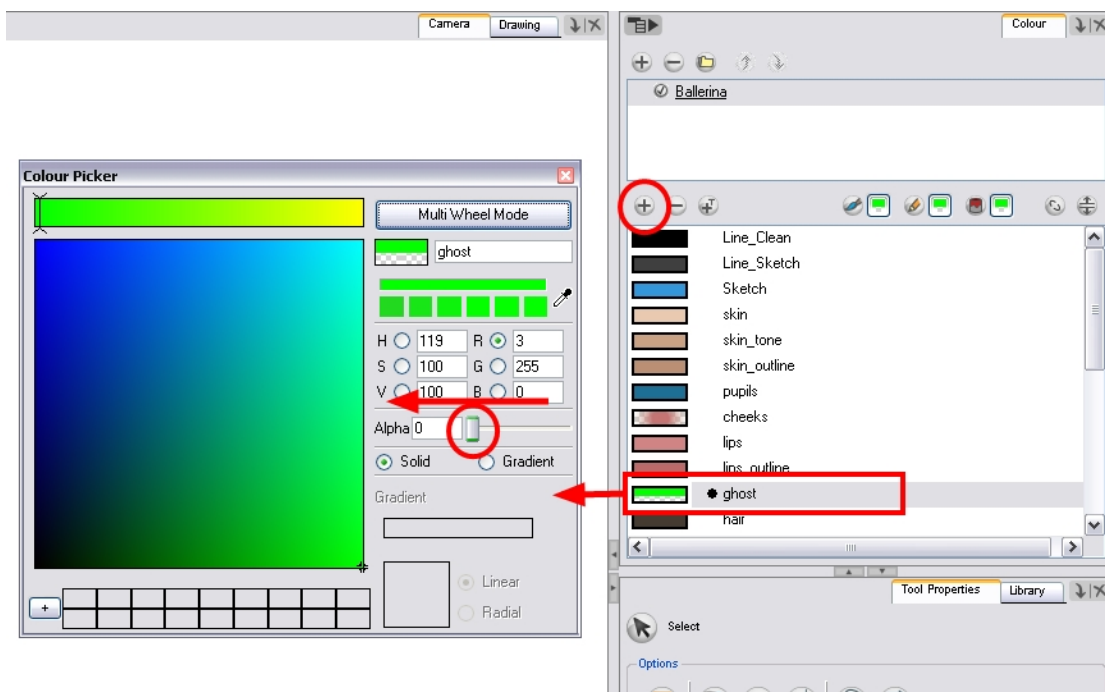 Camera
Drawing
Colour
Ballerina
Colour Picker
Multi Wheel Mode
ghost
H 119 R 3
S 100 G 255
V 100 B 0
Alpha 0
Solid Gradient
Gradient
Linear
Radial
+
Line_Clean
Line_Sketch
Sketch
skin
skin_tone
skin_outline
pupils
cheeks
lips
lips_outline
ghost
hair
Tool Properties
Library
Select
Options